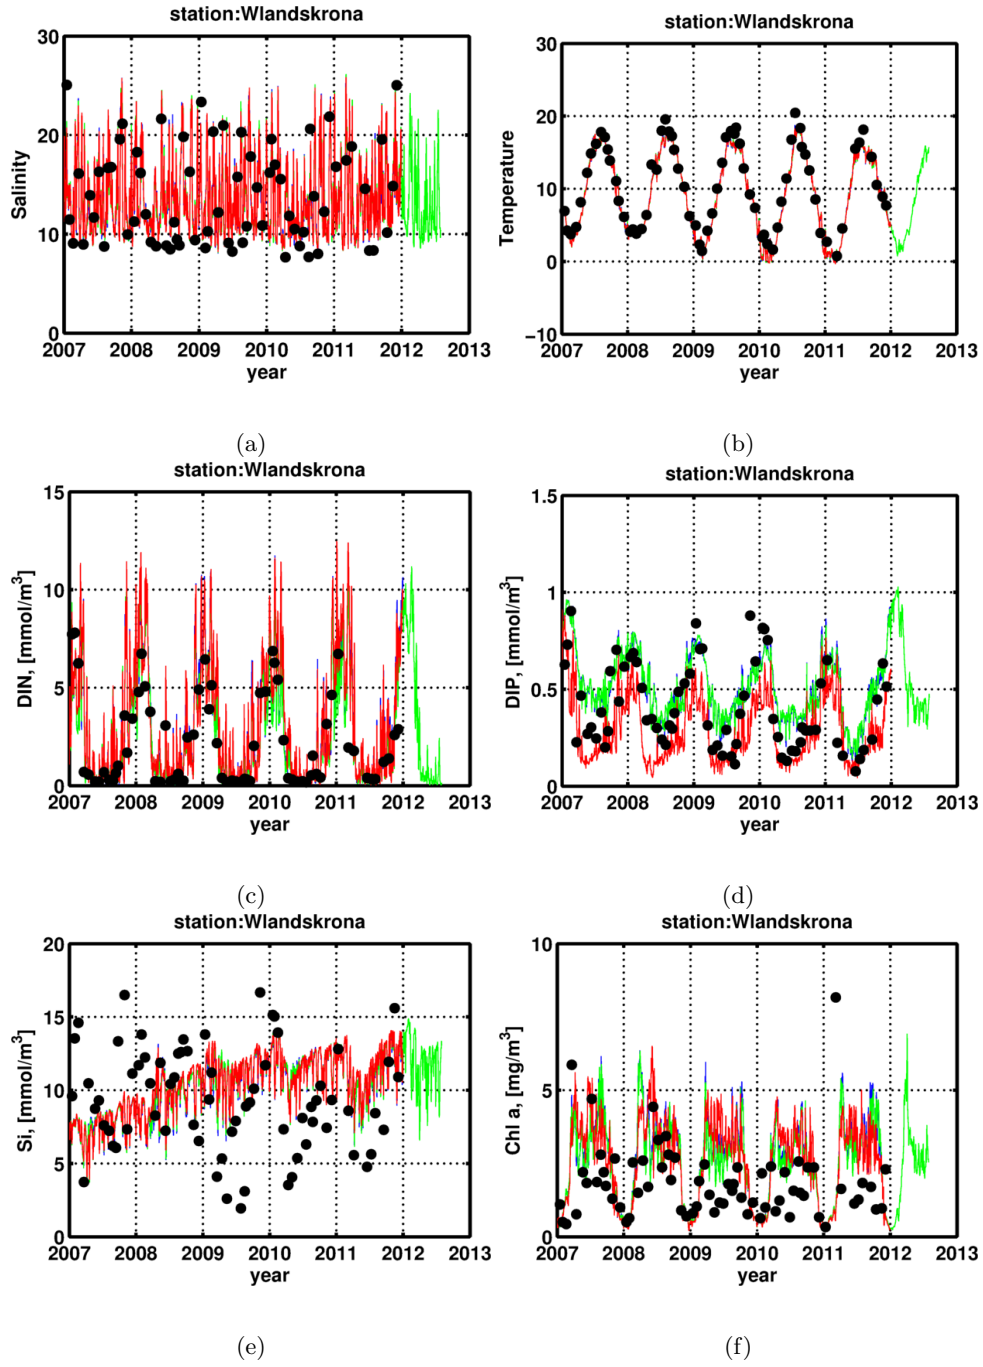 station:Wlandskrona
30
20
10
0
Salinity
2007 2008 2009 2010 2011 2012 2013
year
(a)
station:Wlandskrona
30
20
10
0
−10
Temperature
2007 2008 2009 2010 2011 2012 2013
year
(b)
station:Wlandskrona
15
10
5
0
DIN, [mmol/m³]
2007 2008 2009 2010 2011 2012 2013
year
(c)
station:Wlandskrona
1.5
1
0.5
0
DIP, [mmol/m³]
2007 2008 2009 2010 2011 2012 2013
year
(d)
station:Wlandskrona
20
15
10
5
0
Si, [mmol/m³]
2007 2008 2009 2010 2011 2012 2013
year
(e)
station:Wlandskrona
10
5
0
Chl a, [mg/m³]
2007 2008 2009 2010 2011 2012 2013
year
(f)